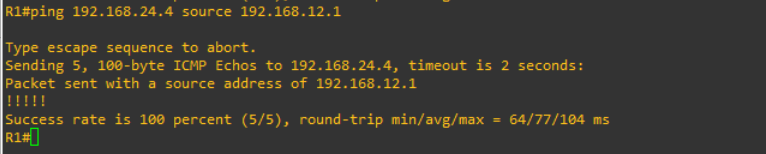 R1#ping 192.168.24.4 source 192.168.12.1
Type escape sequence to abort.
Sending 5, 100-byte ICMP Echos to 192.168.24.4, timeout is 2 seconds:
Packet sent with a source address of 192.168.12.1
!!!!!
Success rate is 100 percent (5/5), round-trip min/avg/max = 64/77/104 ms
R1#